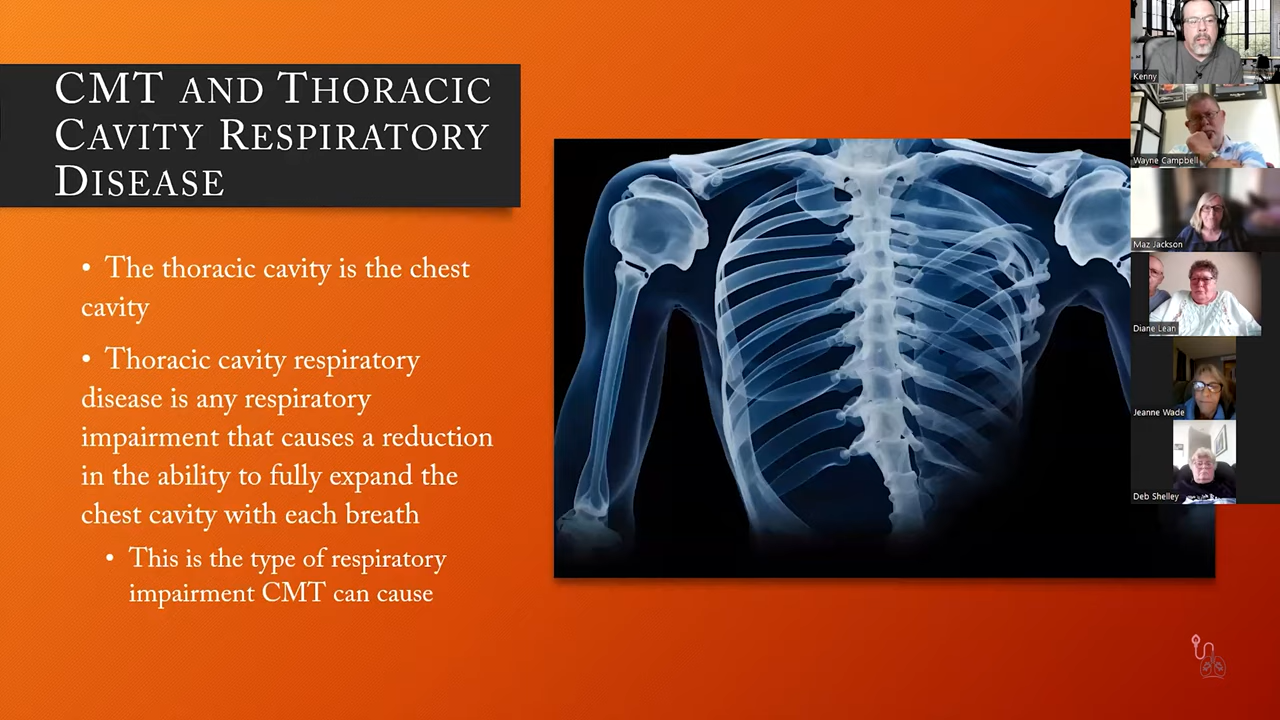 CMT AND THORACIC
CAVITY RESPIRATORY
DISEASE
• The thoracic cavity is the chest
cavity
• Thoracic cavity respiratory
disease is any respiratory
impairment that causes a reduction
in the ability to fully expand the
chest cavity with each breath
• This is the type of respiratory
impairment CMT can cause
Kenny
Wayne Campbell
Maz Jackson
Diane Lean
Jeanne Wade
Deb Shelley